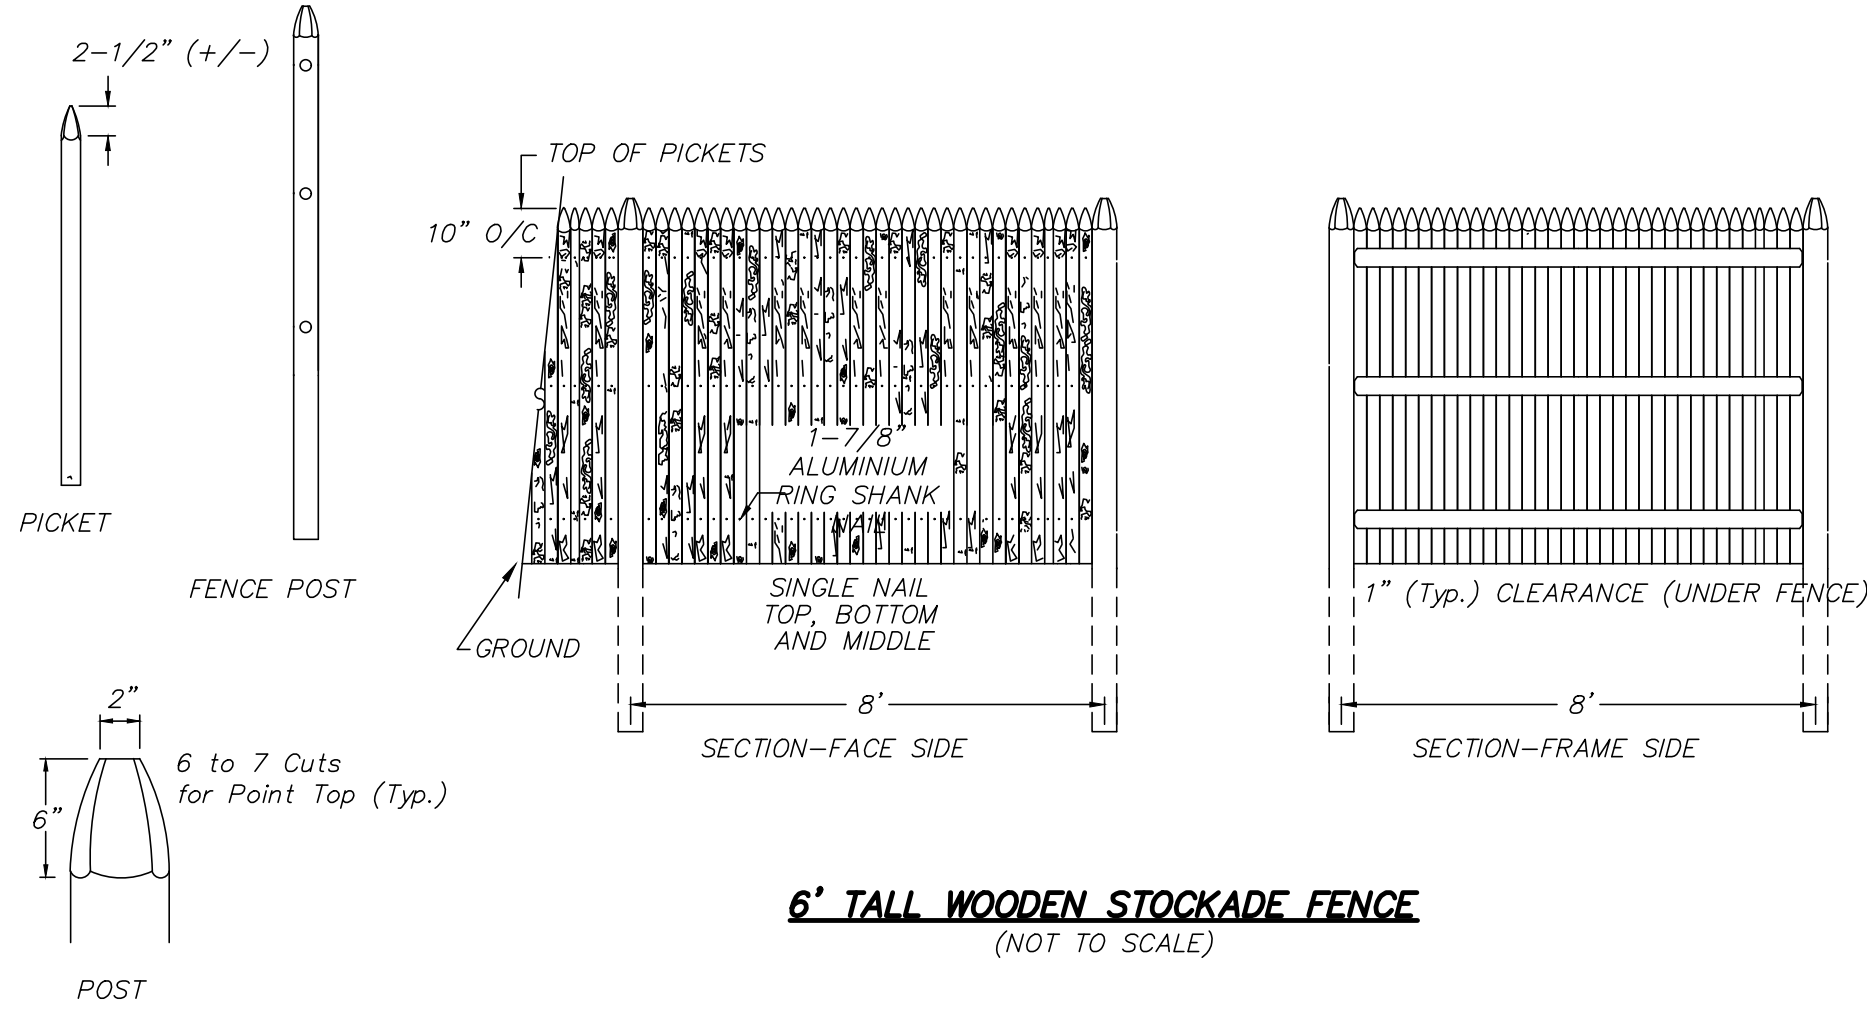 2-1/2" (+/-)
PICKET
FENCE POST
TOP OF PICKETS
10" O/C
S
1-7/8"
ALUMINIUM
RING SHANK
NAIL
GROUND
SINGLE NAIL
TOP, BOTTOM
AND MIDDLE
8'
SECTION-FACE SIDE
1" (Typ.) CLEARANCE (UNDER FENCE)
8'
SECTION-FRAME SIDE
2"
6 to 7 Cuts
for Point Top (Typ.)
6"
POST
6' TALL WOODEN STOCKADE FENCE
(NOT TO SCALE)